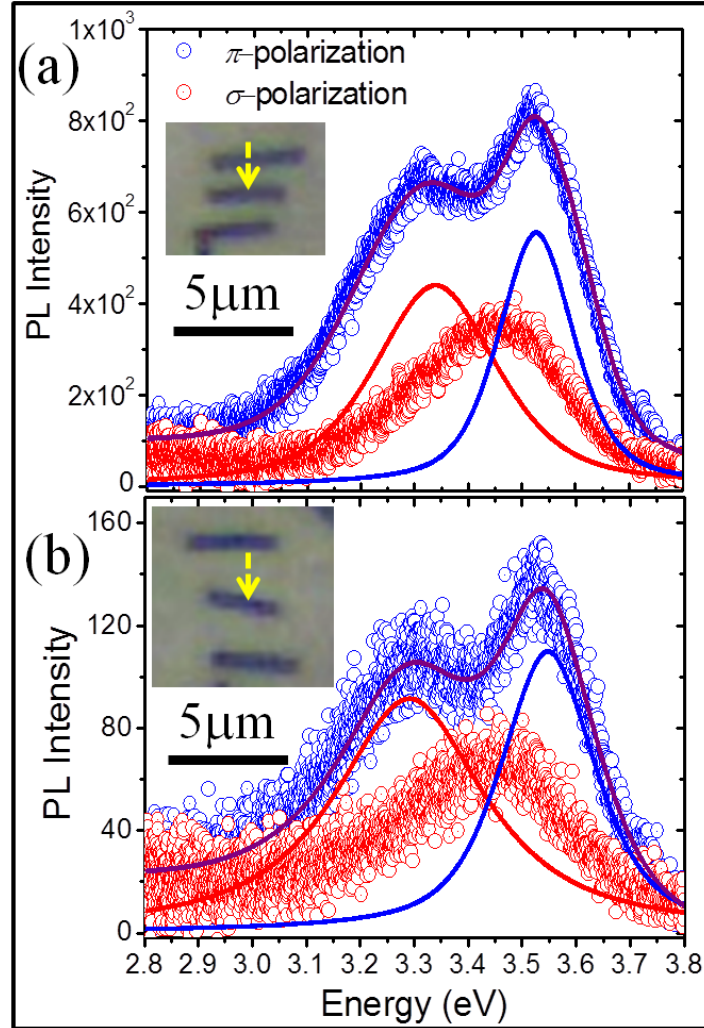 (a)
π-polarization
σ-polarization
5μm
PL Intensity
1x10³
8x10²
6x10²
4x10²
2x10²
0
(b)
5μm
PL Intensity
160
120
80
40
0
2.8 2.9 3.0 3.1 3.2 3.3 3.4 3.5 3.6 3.7 3.8
Energy (eV)